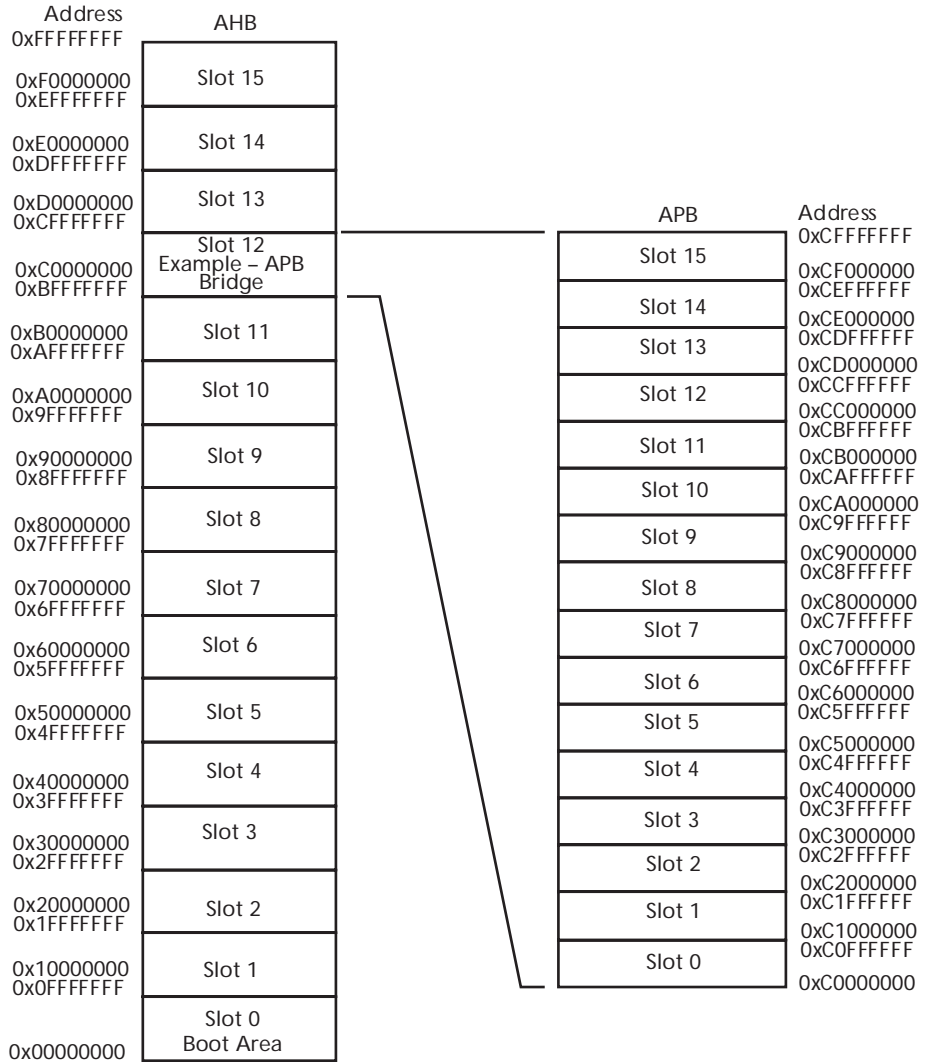 Address
AHB
0xFFFFFFFF
Slot 15
0xF0000000
0xEFFFFFFF
Slot 14
0xE0000000
0xDFFFFFFF
Slot 13
0xD0000000
0xCFFFFFFF
Slot 12
Example – APB
Bridge
0xC0000000
0xBFFFFFFF
Slot 11
0xB0000000
0xAFFFFFFF
Slot 10
0xA0000000
0x9FFFFFFF
Slot 9
0x90000000
0x8FFFFFFF
Slot 8
0x80000000
0x7FFFFFFF
Slot 7
0x70000000
0x6FFFFFFF
Slot 6
0x60000000
0x5FFFFFFF
Slot 5
0x50000000
0x4FFFFFFF
Slot 4
0x40000000
0x3FFFFFFF
Slot 3
0x30000000
0x2FFFFFFF
Slot 2
0x20000000
0x1FFFFFFF
Slot 1
0x10000000
0x0FFFFFFF
Slot 0
Boot Area
0x00000000
APB
Address
0xCFFFFFFF
Slot 15
0xCF000000
0xCEFFFFFF
Slot 14
0xCE000000
0xCDFFFFFF
Slot 13
0xCD000000
0xCCFFFFFF
Slot 12
0xCC000000
0xCBFFFFFF
Slot 11
0xCB000000
0xCAFFFFFF
Slot 10
0xCA000000
0xC9FFFFFF
Slot 9
0xC9000000
0xC8FFFFFF
Slot 8
0xC8000000
0xC7FFFFFF
Slot 7
0xC7000000
0xC6FFFFFF
Slot 6
0xC6000000
0xC5FFFFFF
Slot 5
0xC5000000
0xC4FFFFFF
Slot 4
0xC4000000
0xC3FFFFFF
Slot 3
0xC3000000
0xC2FFFFFF
Slot 2
0xC2000000
0xC1FFFFFF
Slot 1
0xC1000000
0xC0FFFFFF
Slot 0
0xC0000000